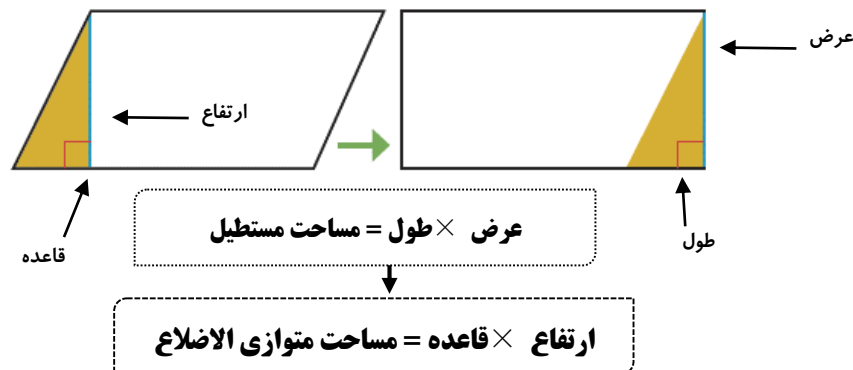 عرض
ارتفاع
قاعده
طول
عرض × طول = مساحت مستطیل
ارتفاع × قاعده = مساحت متوازی الاضلاع